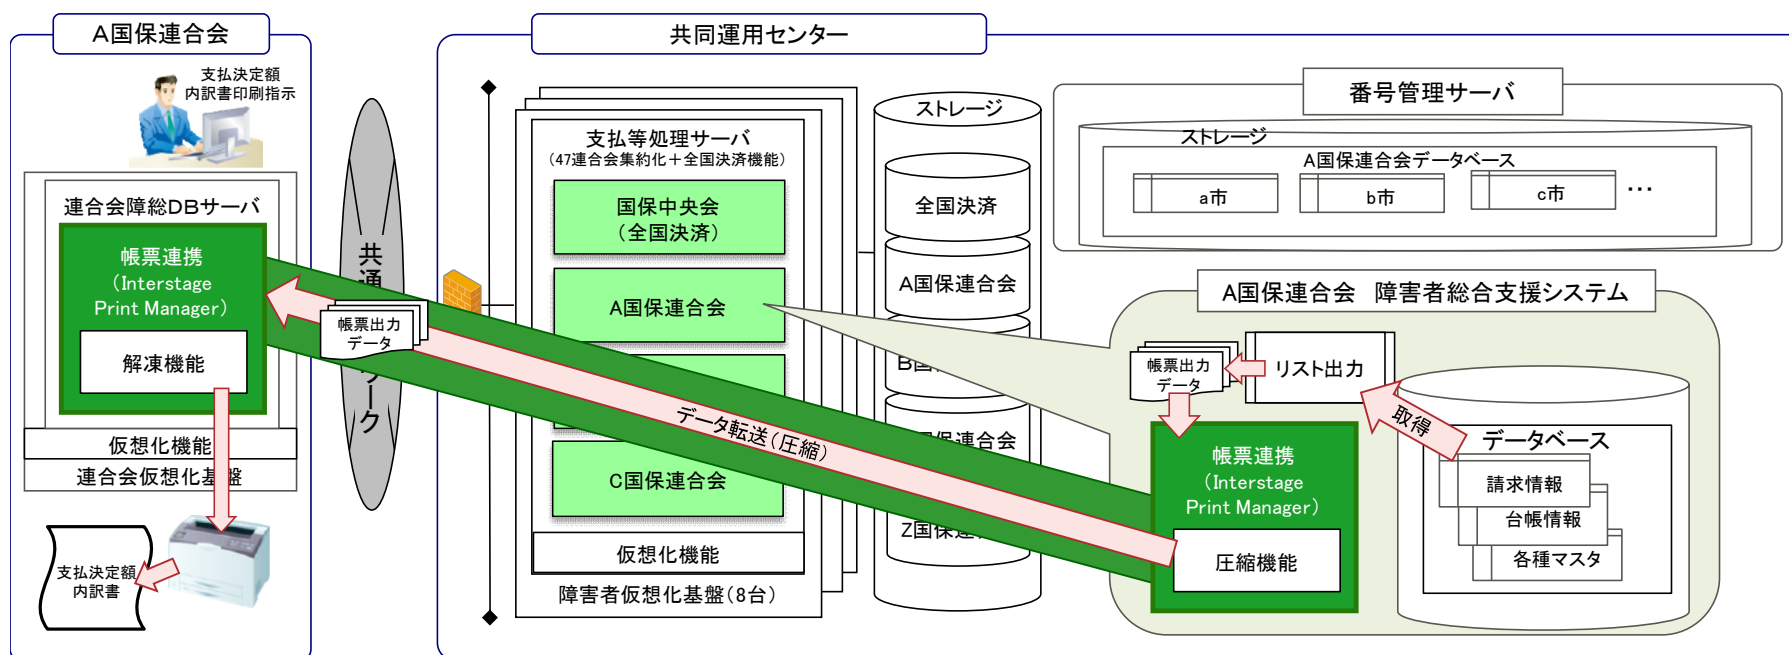 A国保連合会
支払決定額
内訳書印刷指示
連合会障総DBサーバ
帳票連携
(Interstage
Print Manager)
解凍機能
仮想化機能
連合会仮想化基盤
支払決定額
内訳書
共通
ーク
帳票出力
データ
データ転送(圧縮)
共同運用センター
支払等処理サーバ
(47連合会集約化+全国決済機能)
国保中央会
(全国決済)
A国保連合会
C国保連合会
仮想化機能
障害者仮想化基盤(8台)
ストレージ
全国決済
A国保連合会
B国
国保連合会
Z国保連
番号管理サーバ
ストレージ
A国保連合会データベース
a市
b市
c市
…
A国保連合会 障害者総合支援システム
帳票出力
データ
リスト出力
取得
帳票連携
(Interstage
Print Manager)
圧縮機能
データベース
請求情報
台帳情報
各種マスタ